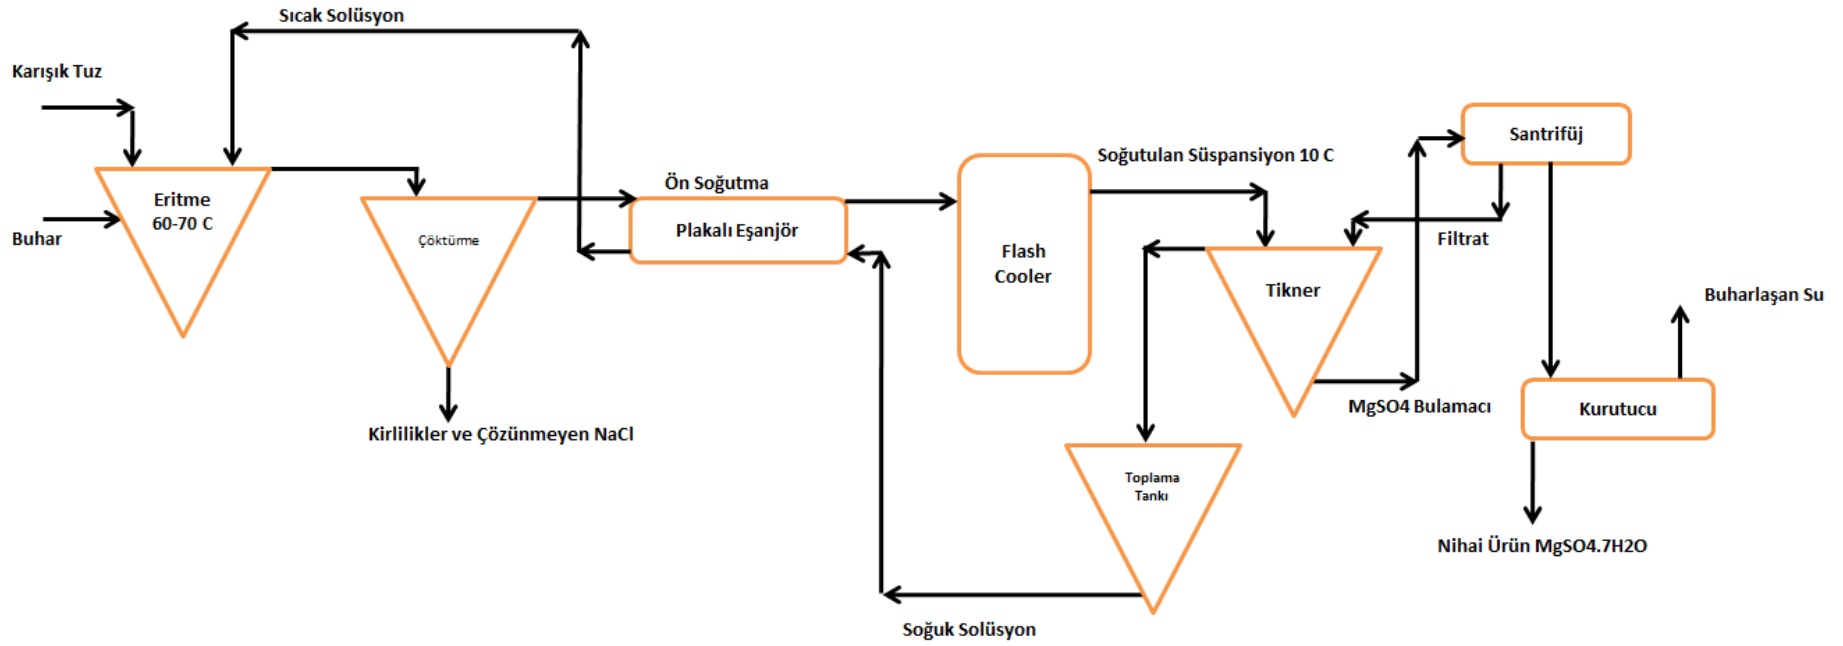 Sıcak Solüsyon
Karışık Tuz
Buhar
Eritme
60-70 C
Çöktürme
Kirlilikler ve Çözünmeyen NaCl
Ön Soğutma
Plakalı Eşanjör
Flash
Cooler
Soğutulan Süspansiyon 10 C
Santrifüj
Filtrat
Tikner
MgSO4 Bulamacı
Buharlaşan Su
Kurutucu
Toplama
Tankı
Nihai Ürün MgSO4.7H2O
Soğuk Solüsyon